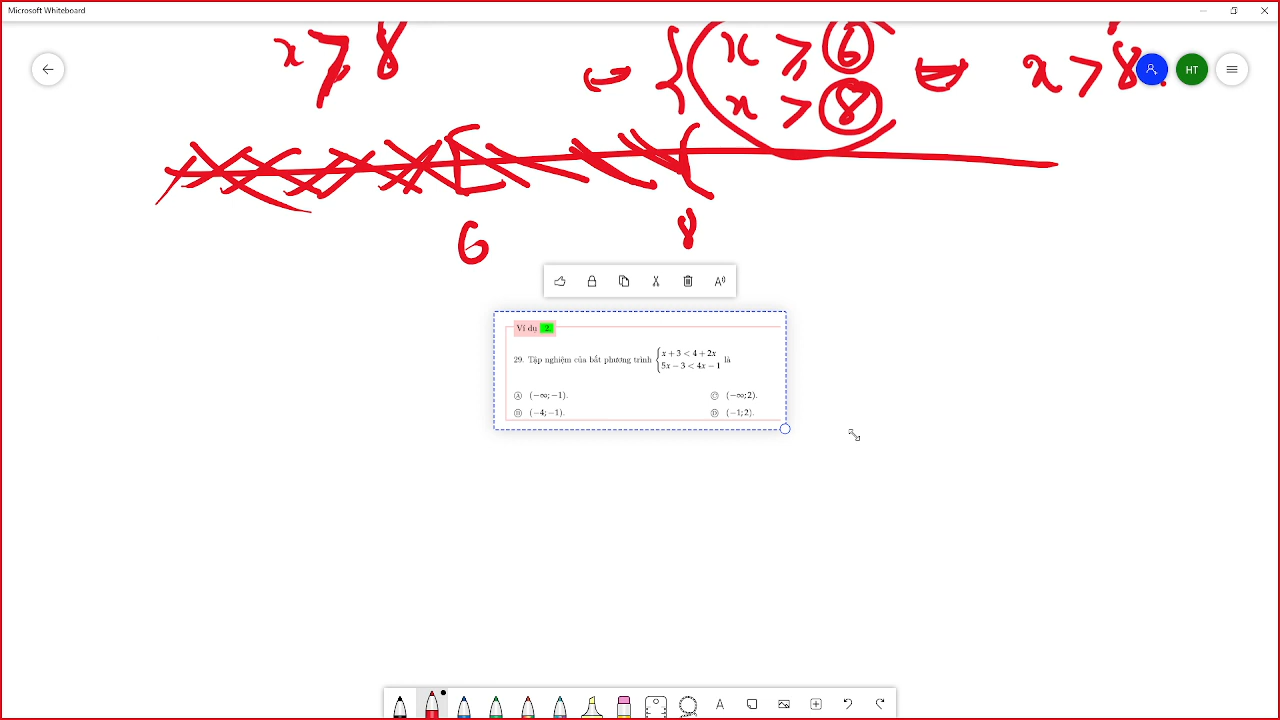 Microsoft Whiteboard
x ⩾ 8
↔ { x ⩾ 6
x > 8
⇔ x > 8
HT
6
8
Ví dụ 2.
29. Tập nghiệm của bất phương trình { x + 3 < 4 + 2x
5x − 3 < 4x − 1 là
Ⓐ (−∞; −1).
Ⓒ (−∞; 2).
Ⓑ (−4; −1).
Ⓓ (−1; 2).
A